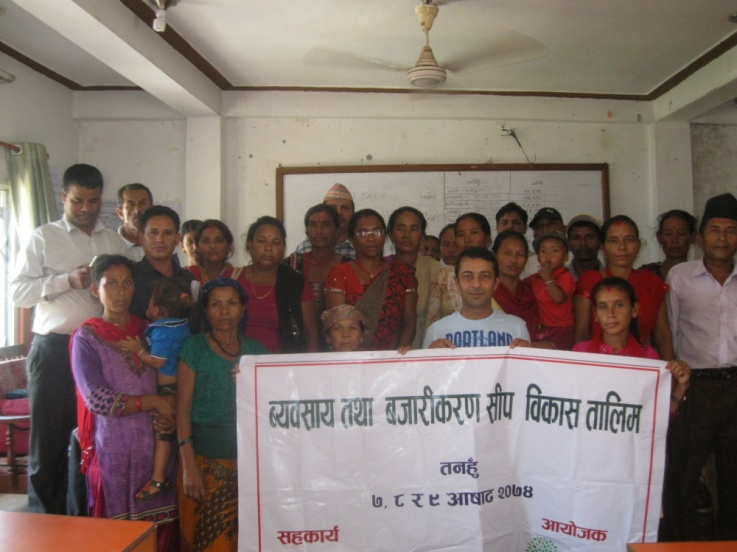 PORTLAND
व्यवसाय तथा बजारीकरण सीप विकास तालिम
तनहुँ
७, ८ र ९ आषाढ २०७४
सहकार्य
आयोजक